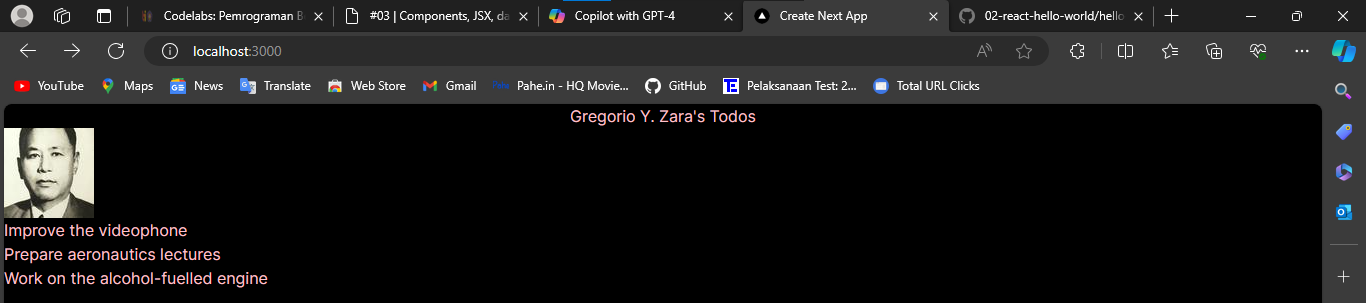 Codelabs: Pemrograman B
#03 | Components, JSX, da
Copilot with GPT-4
Create Next App
02-react-hello-world/hello
localhost:3000
YouTube
Maps
News
Translate
Web Store
Gmail
Pahe.in - HQ Movie...
GitHub
Pelaksanaan Test: 2...
Total URL Clicks
Gregorio Y. Zara's Todos
Improve the videophone
Prepare aeronautics lectures
Work on the alcohol-fuelled engine